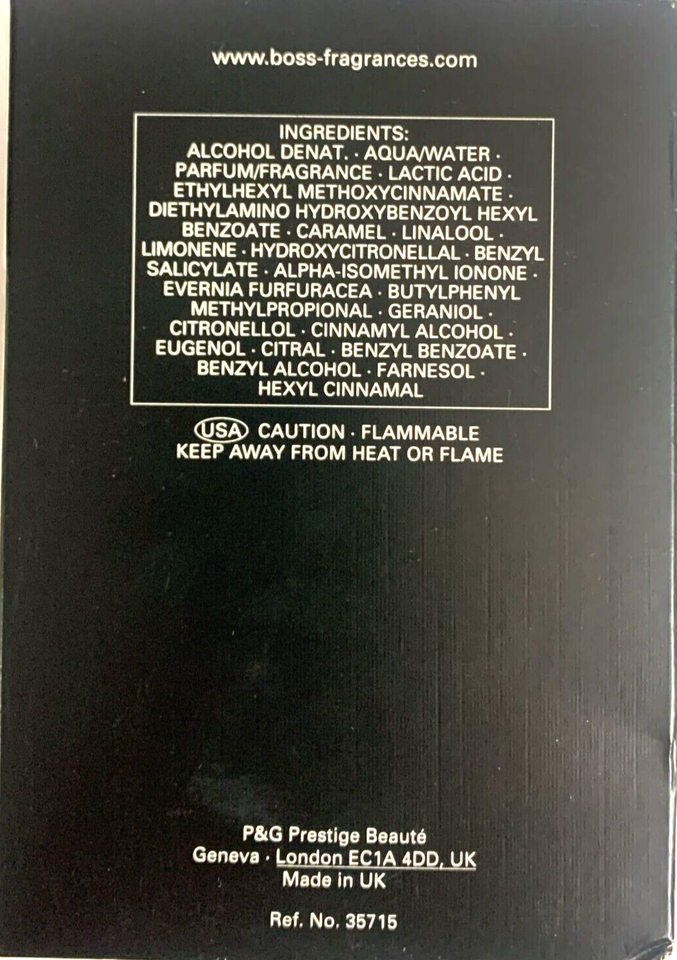 www.boss-fragrances.com
INGREDIENTS:
ALCOHOL DENAT. · AQUA/WATER ·
PARFUM/FRAGRANCE · LACTIC ACID ·
ETHYLHEXYL METHOXYCINNAMATE ·
DIETHYLAMINO HYDROXYBENZOYL HEXYL
BENZOATE · CARAMEL · LINALOOL ·
LIMONENE · HYDROXYCITRONELLAL · BENZYL
SALICYLATE · ALPHA-ISOMETHYL IONONE ·
EVERNIA FURFURACEA · BUTYLPHENYL
METHYLPROPIONAL · GERANIOL ·
CITRONELLOL · CINNAMYL ALCOHOL ·
EUGENOL · CITRAL · BENZYL BENZOATE ·
BENZYL ALCOHOL · FARNESOL ·
HEXYL CINNAMAL
USA CAUTION · FLAMMABLE
KEEP AWAY FROM HEAT OR FLAME
P&G Prestige Beauté
Geneva · London EC1A 4DD, UK
Made in UK
Ref. No. 35715